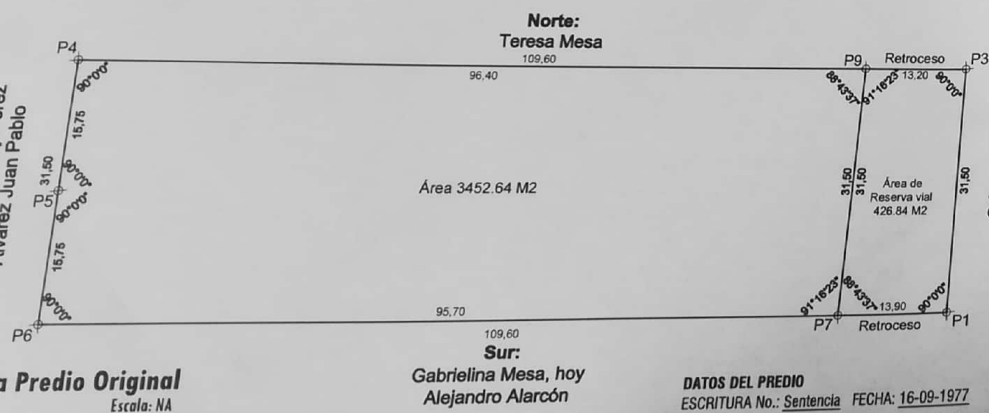 Norte:
Teresa Mesa
109,60
P4
96,40
P9
Retroceso
P3
90°0'0"
88°43'37"
91°16'23"
13,20
90°0'0"
Alvarez Juan Pablo
15,75
31,50
90°0'0"
P5
90°0'0"
15,75
Área 3452.64 M2
31,50
31,50
Área de
Reserva vial
426.84 M2
31,50
90°0'0"
P6
95,70
109,60
91°16'23"
88°43'37"
13,90
90°0'0"
P7
Retroceso
P1
Sur:
Gabrielina Mesa, hoy
Alejandro Alarcón
Predio Original
Escala: NA
DATOS DEL PREDIO
ESCRITURA No.: Sentencia FECHA: 16-09-1977